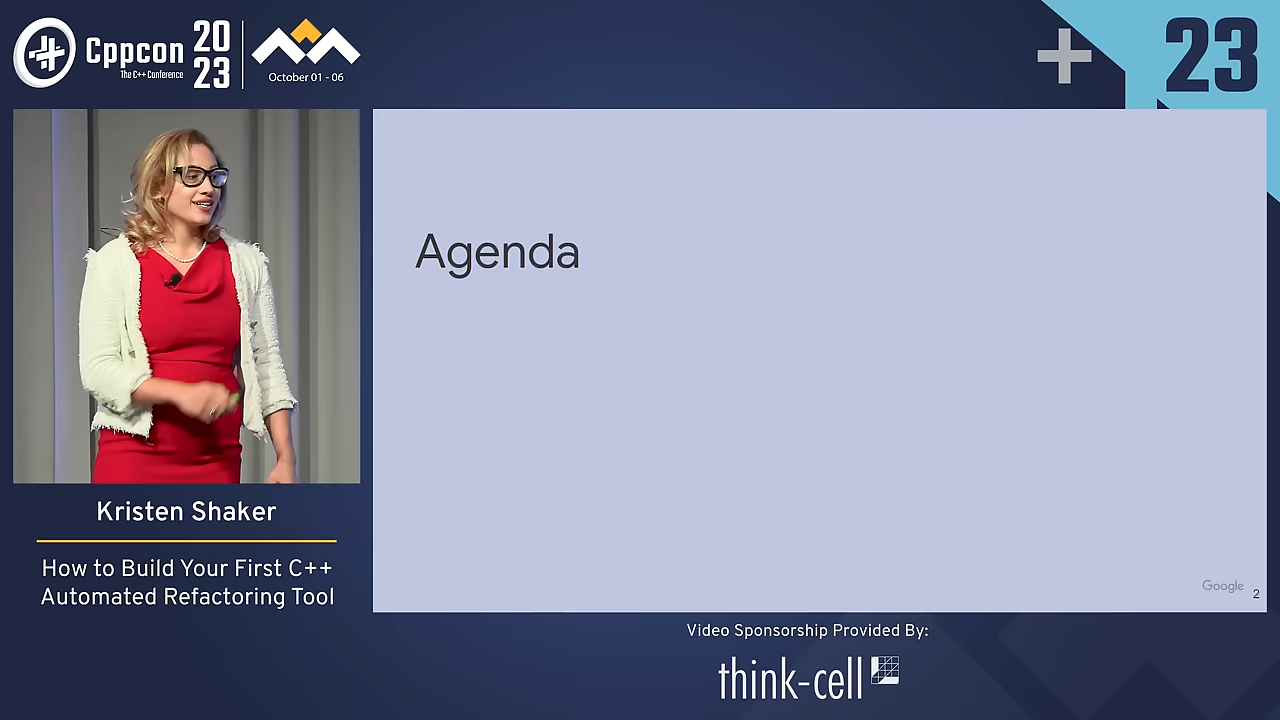 Cppcon
The C++ Conference
20
23
October 01 - 06
23
Agenda
Kristen Shaker
How to Build Your First C++
Automated Refactoring Tool
Google
2
Video Sponsorship Provided By:
think-cell